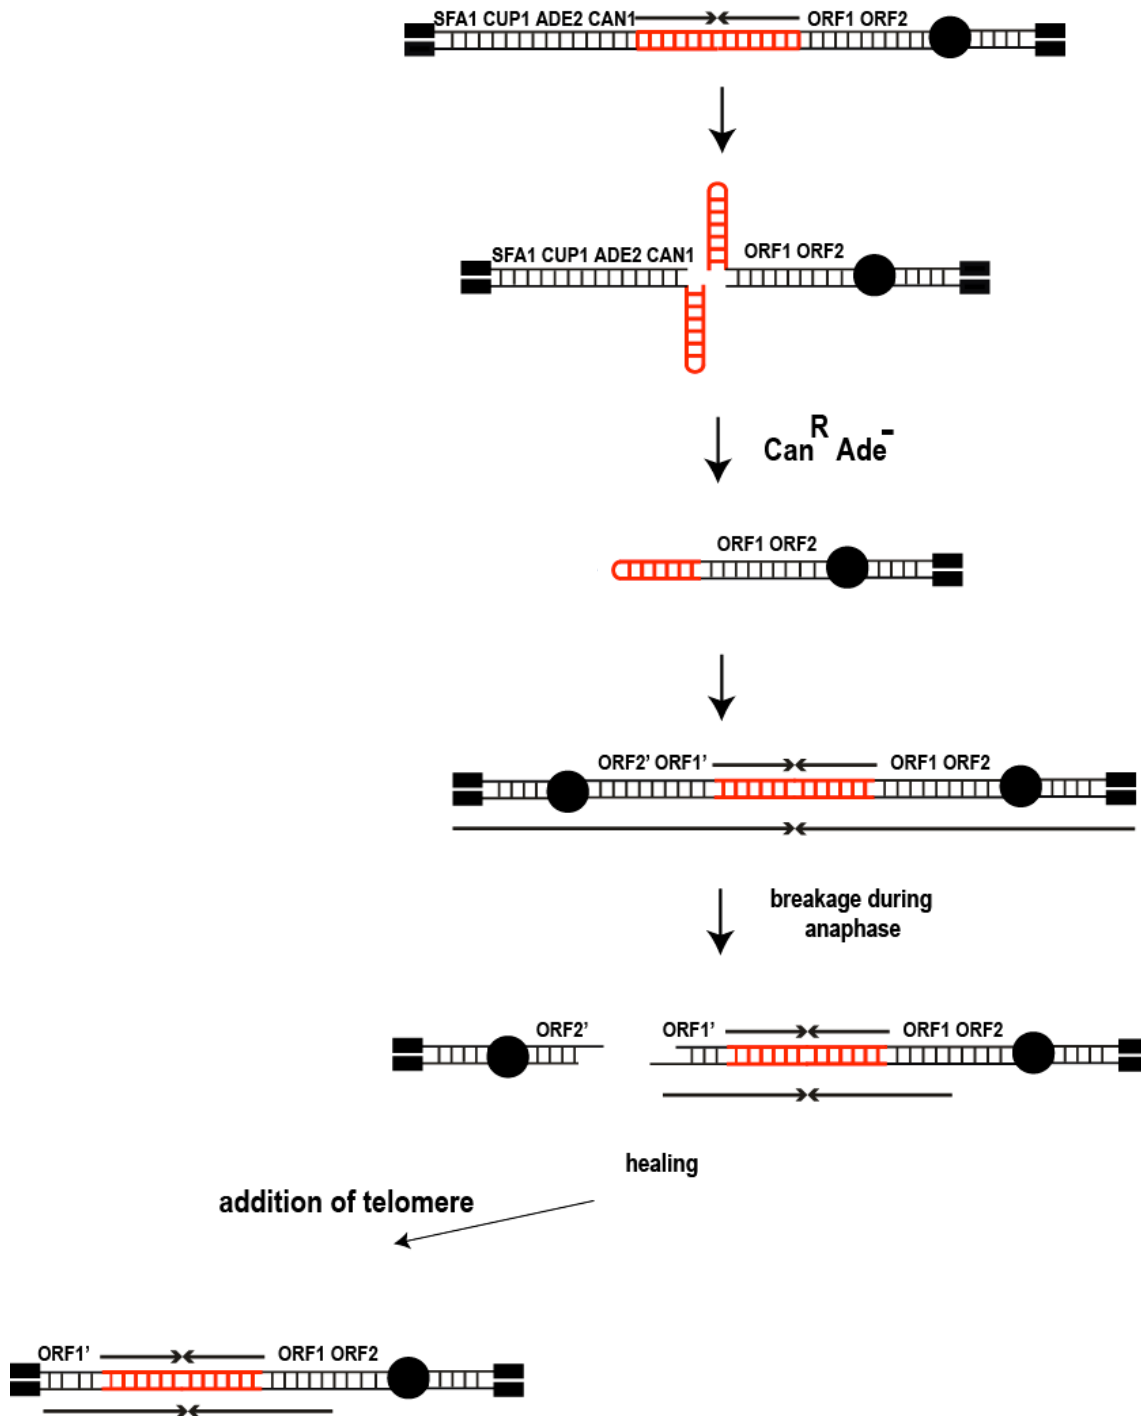 SFA1 CUP1 ADE2 CAN1 ORF1 ORF2
SFA1 CUP1 ADE2 CAN1 ORF1 ORF2
Can^R Ade^-
ORF1 ORF2
ORF2’ ORF1’ ORF1 ORF2
breakage during
anaphase
ORF2’ ORF1’ ORF1 ORF2
healing
addition of telomere
ORF1’ ORF1 ORF2